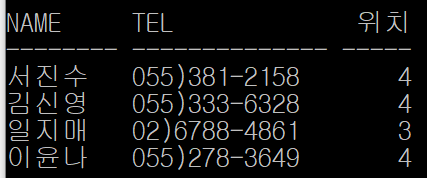 NAME TEL 위치
--------- -------------- -----
서진수 055)381-2158 4
김신영 055)333-6328 4
일지매 02)6788-4861 3
이윤나 055)278-3649 4